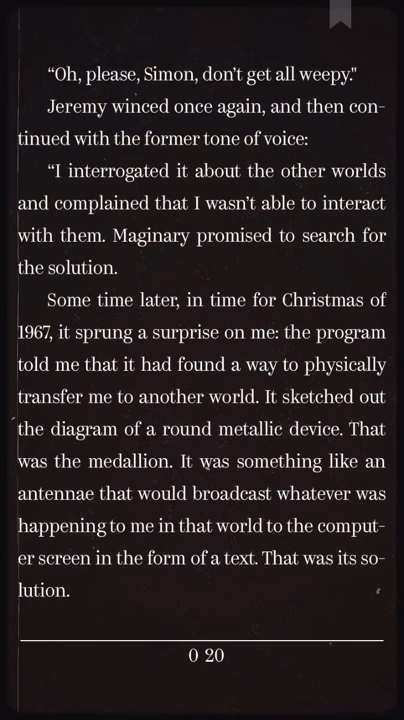 “Oh, please, Simon, don’t get all weepy."
Jeremy winced once again, and then con-
tinued with the former tone of voice:
“I interrogated it about the other worlds
and complained that I wasn’t able to interact
with them. Maginary promised to search for
the solution.
Some time later, in time for Christmas of
1967, it sprung a surprise on me: the program
told me that it had found a way to physically
transfer me to another world. It sketched out
the diagram of a round metallic device. That
was the medallion. It was something like an
antennae that would broadcast whatever was
happening to me in that world to the comput-
er screen in the form of a text. That was its so-
lution.
0 20